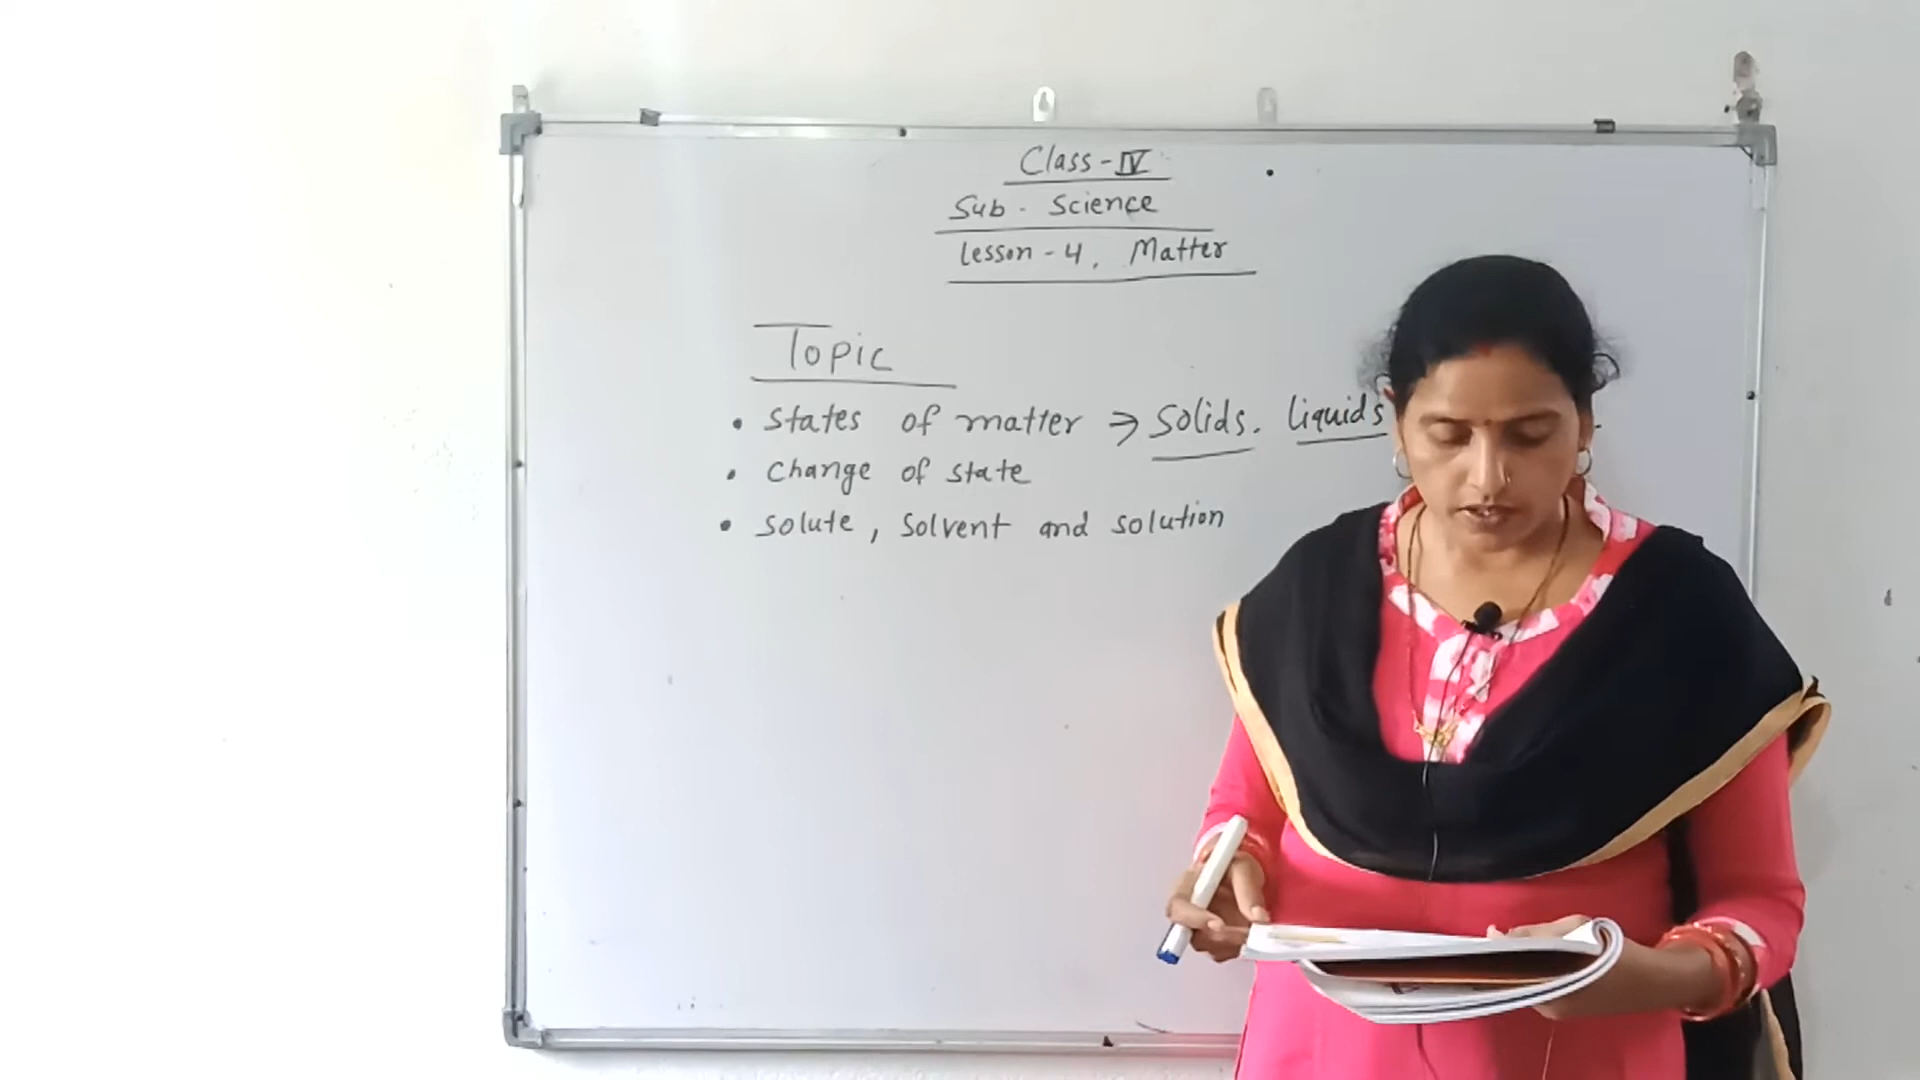 Class - IV
Sub - Science
Lesson - 4, Matter
Topic
• States of matter → Solids. liquids
• Change of state
• Solute, Solvent and solution